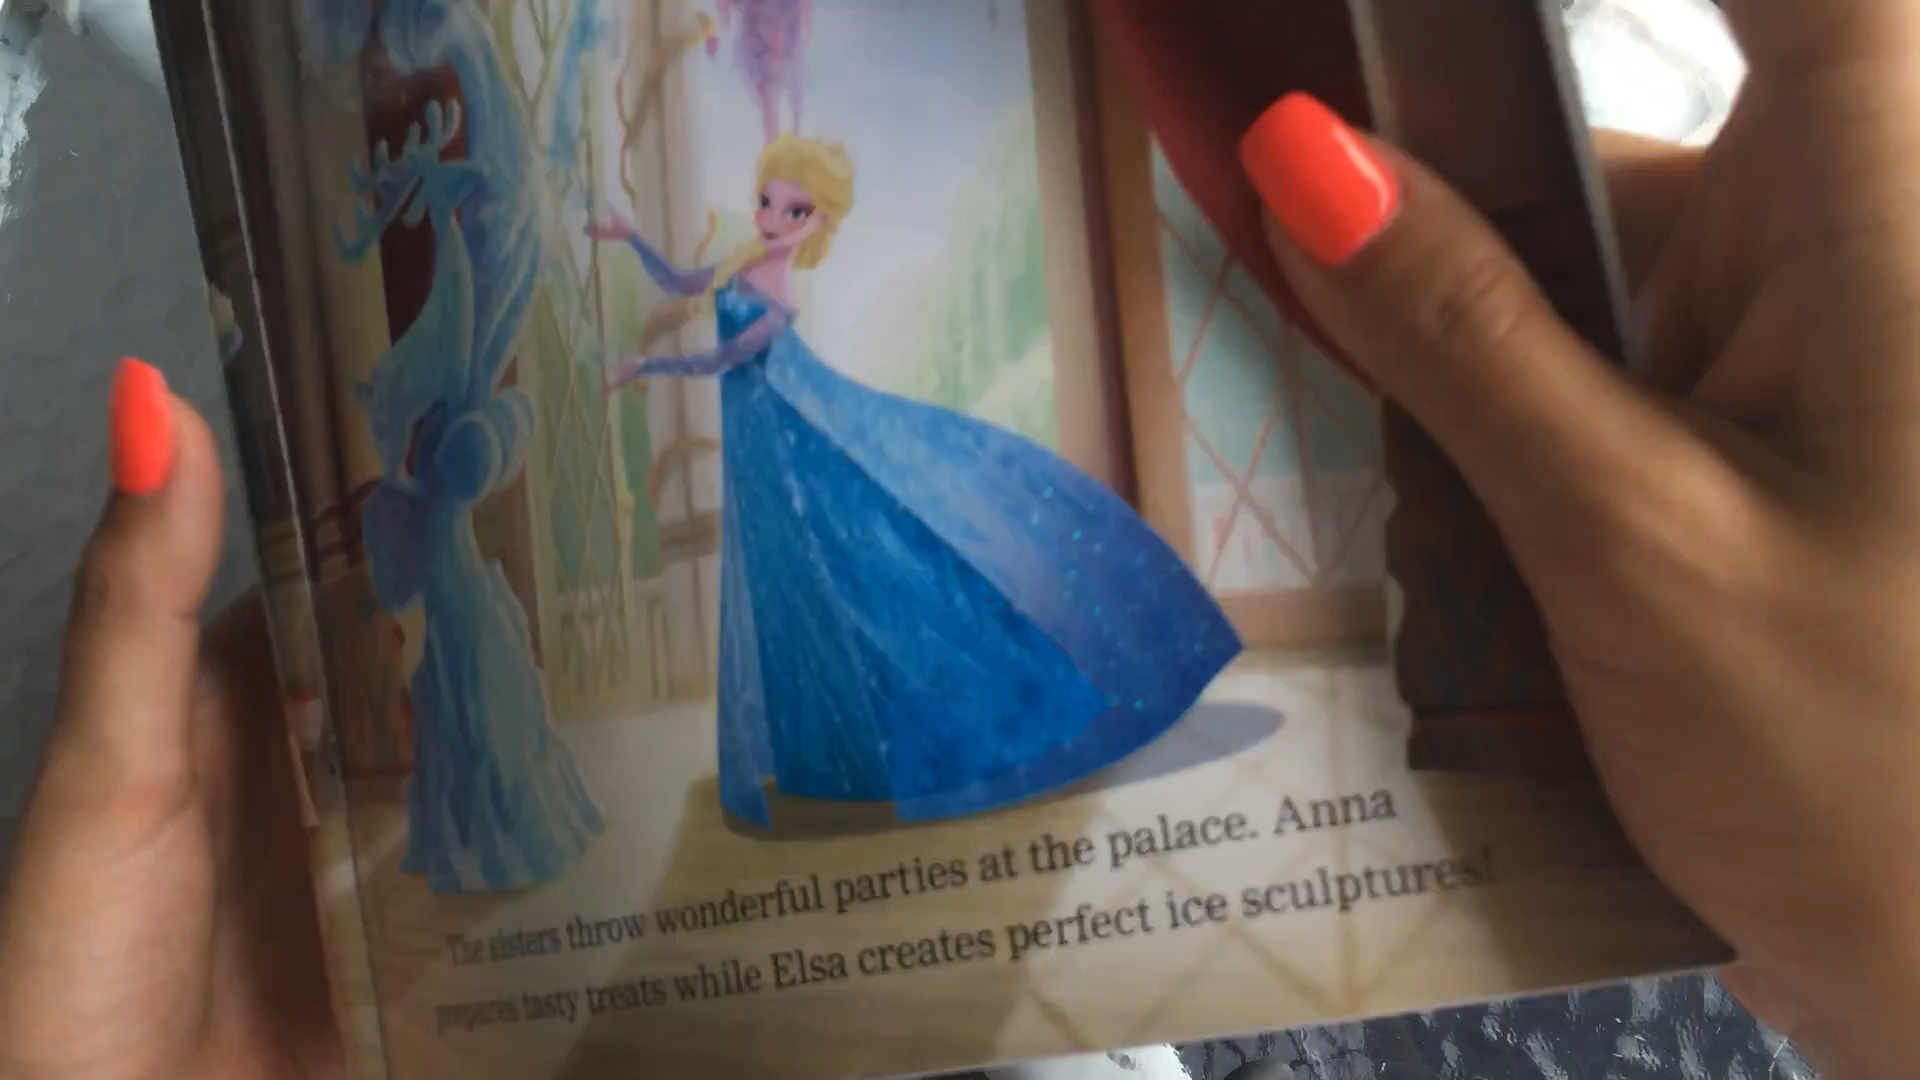 The sisters throw wonderful parties at the palace. Anna
prepares tasty treats while Elsa creates perfect ice sculptures!